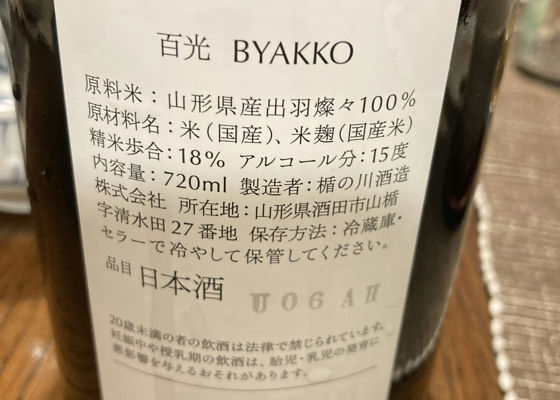 百光 BYAKKO
原料米：山形県産出羽燦々100%
原材料名：米（国産）、米麹（国産米）
精米歩合：18% アルコール分：15度
内容量：720ml 製造者：楯の川酒造
株式会社 所在地：山形県酒田市山楯
字清水田27番地 保存方法：冷蔵庫・
セラーで冷やして保管してください。
品目 日本酒 U06AH
20歳未満の者の飲酒は法律で禁じられています。
妊娠中や授乳期の飲酒は、胎児・乳児の発育に
悪影響を与えるおそれがあります。